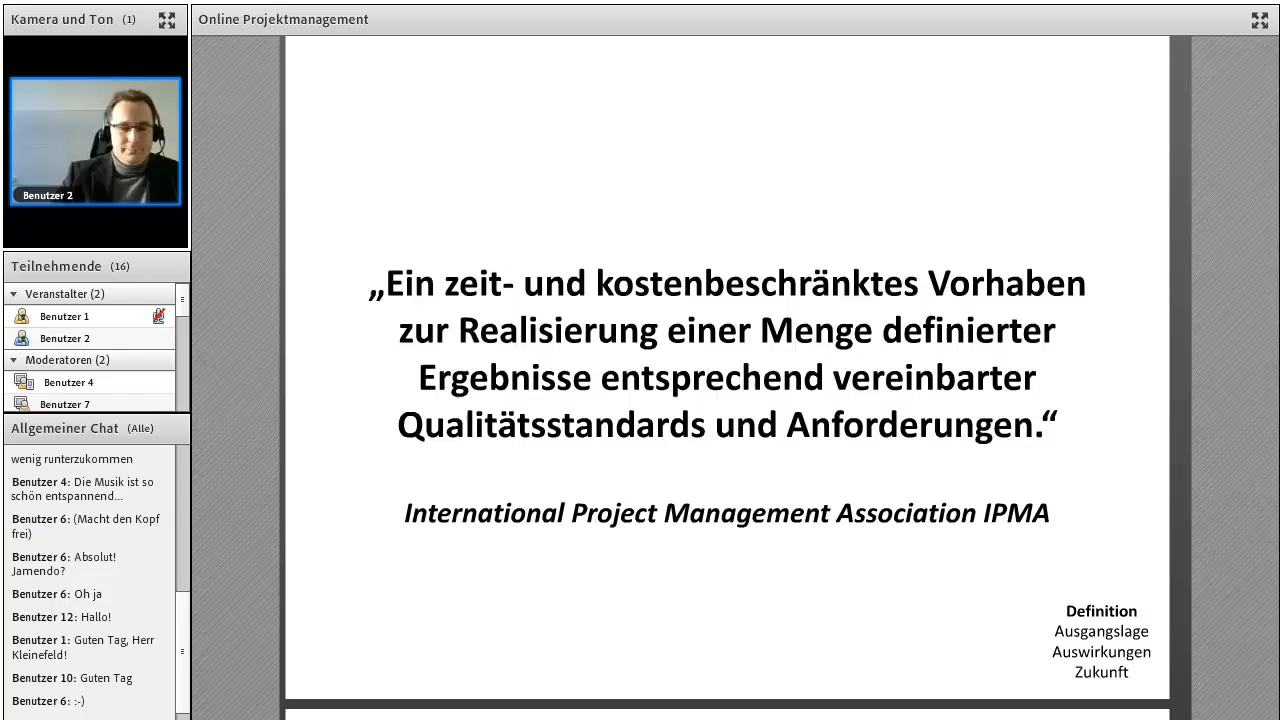 Kamera und Ton (1)
Benutzer 2
Teilnehmende (16)
Veranstalter (2)
Benutzer 1
Benutzer 2
Moderatoren (2)
Benutzer 4
Benutzer 7
Allgemeiner Chat (Alle)
wenig runterzukommen
Benutzer 4: Die Musik ist so
schön entspannend...
Benutzer 6: (Macht den Kopf
frei)
Benutzer 6: Absolut!
Jamendo?
Benutzer 6: Oh ja
Benutzer 12: Hallo!
Benutzer 1: Guten Tag, Herr
Kleinefeld!
Benutzer 10: Guten Tag
Benutzer 6: :-)
Online Projektmanagement
„Ein zeit- und kostenbeschränktes Vorhaben
zur Realisierung einer Menge definierter
Ergebnisse entsprechend vereinbarter
Qualitätsstandards und Anforderungen.“
International Project Management Association IPMA
Definition
Ausgangslage
Auswirkungen
Zukunft